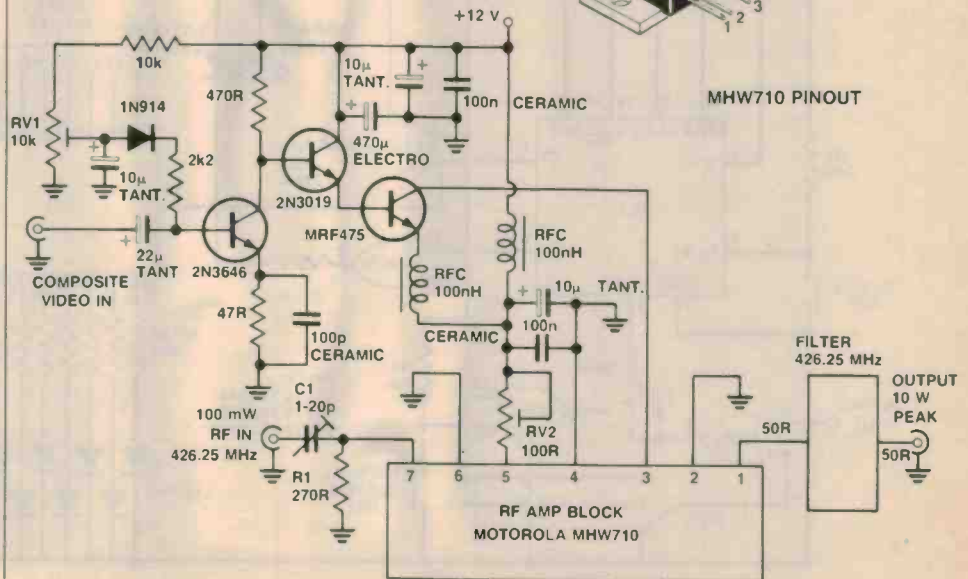 +12 V
2
3
1
MHW710 PINOUT
10k
RV1
10k
1N914
10µ
TANT.
2k2
470R
10µ
TANT.
100n
CERAMIC
470µ
ELECTRO
2N3019
MRF475
COMPOSITE
VIDEO IN
22µ
TANT
2N3646
47R
100p
CERAMIC
RFC
100nH
RFC
100nH
10µ
TANT.
100n
CERAMIC
100 mW
RF IN
426.25 MHz
C1
1-20p
R1
270R
RV2
100R
FILTER
426.25 MHz
OUTPUT
10 W
PEAK
50R
50R
7 6 5 4 3 2 1
RF AMP BLOCK
MOTOROLA MHW710